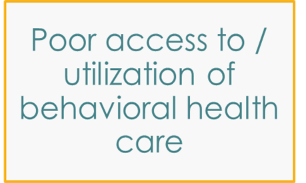 Poor access to /
utilization of
behavioral health
care